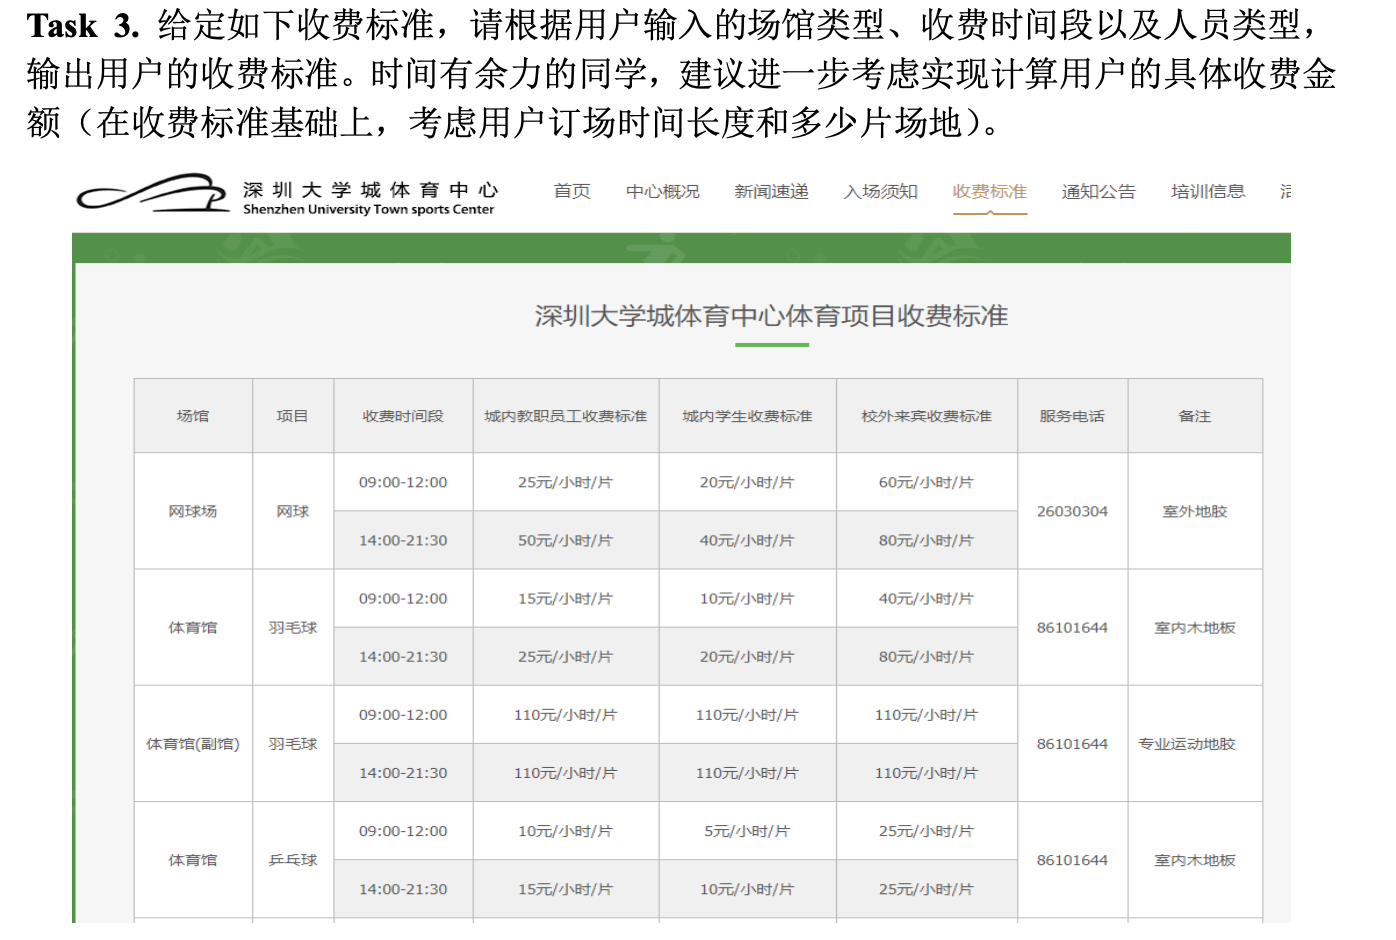 Task 3. 给定如下收费标准，请根据用户输入的场馆类型、收费时间段以及人员类型，
输出用户的收费标准。时间有余力的同学，建议进一步考虑实现计算用户的具体收费金
额（在收费标准基础上，考虑用户订场时间长度和多少片场地）。
深圳大学城体育中心 首页 中心概况 新闻速递 入场须知 收费标准 通知公告 培训信息
Shenzhen University Town sports Center
深圳大学城体育中心体育项目收费标准
场馆 项目 收费时间段 城内教职员工收费标准 城内学生收费标准 校外来宾收费标准 服务电话 备注
09:00-12:00 25元/小时/片 20元/小时/片 60元/小时/片
网球场 网球 26030304 室外地胶
14:00-21:30 50元/小时/片 40元/小时/片 80元/小时/片
09:00-12:00 15元/小时/片 10元/小时/片 40元/小时/片
体育馆 羽毛球 86101644 室内木地板
14:00-21:30 25元/小时/片 20元/小时/片 80元/小时/片
09:00-12:00 110元/小时/片 110元/小时/片 110元/小时/片
体育馆(副馆) 羽毛球 86101644 专业运动地胶
14:00-21:30 110元/小时/片 110元/小时/片 110元/小时/片
09:00-12:00 10元/小时/片 5元/小时/片 25元/小时/片
体育馆 乒乓球 86101644 室内木地板
14:00-21:30 15元/小时/片 10元/小时/片 25元/小时/片